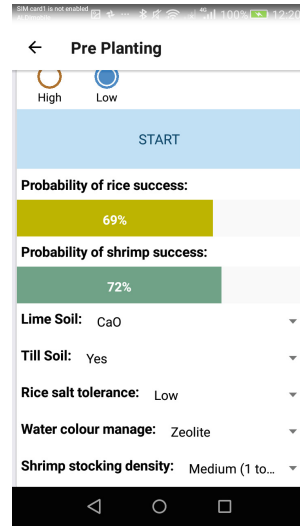 SIM card1 is not enabled
4G 100% 12:20
Pre Planting
High Low
START
Probability of rice success:
69%
Probability of shrimp success:
72%
Lime Soil: CaO
Till Soil: Yes
Rice salt tolerance: Low
Water colour manage: Zeolite
Shrimp stocking density: Medium (1 to...